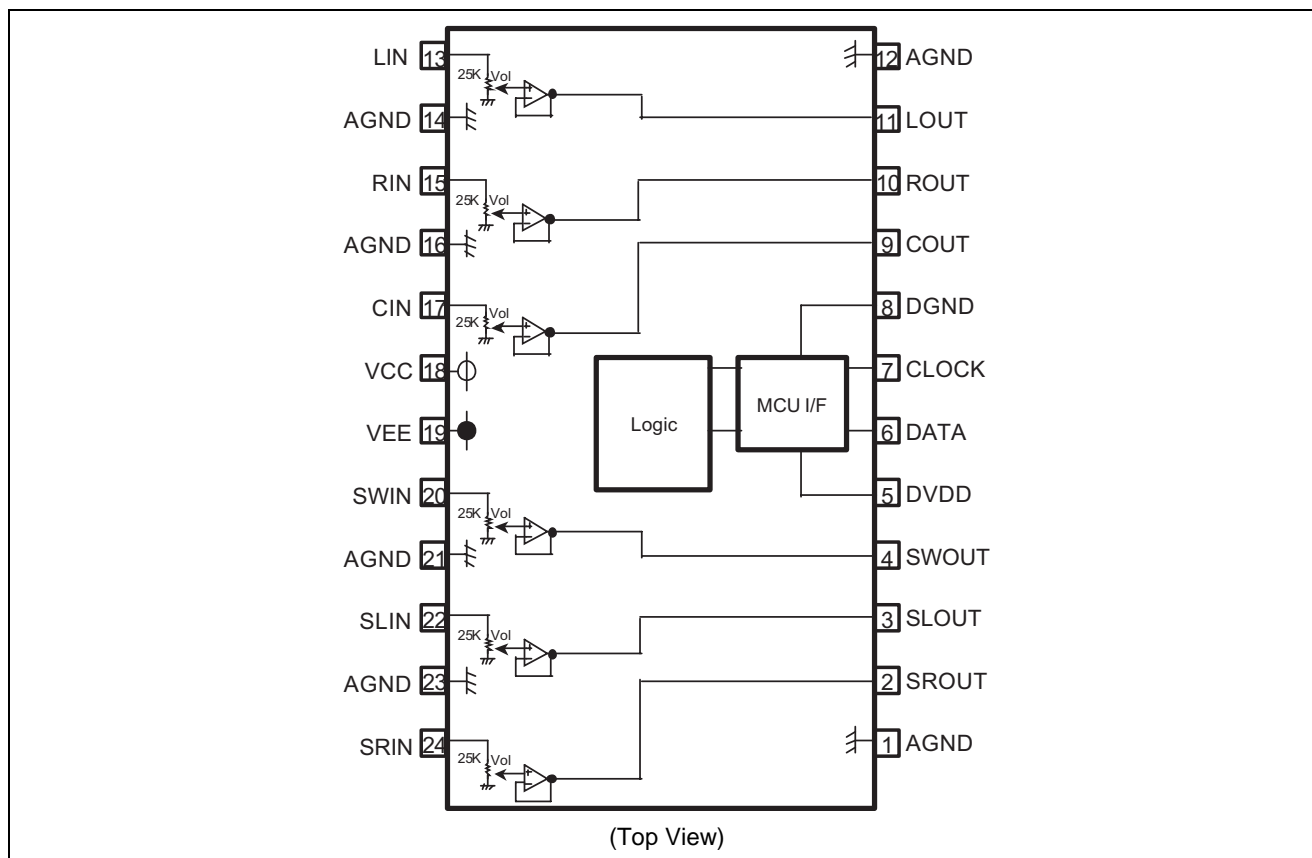 LIN 13
12 AGND
25K Vol
AGND 14
11 LOUT
RIN 15
10 ROUT
25K Vol
AGND 16
9 COUT
CIN 17
8 DGND
25K Vol
VCC 18
7 CLOCK
Logic
MCU I/F
VEE 19
6 DATA
SWIN 20
5 DVDD
25K Vol
AGND 21
4 SWOUT
SLIN 22
3 SLOUT
25K Vol
AGND 23
2 SROUT
SRIN 24
1 AGND
25K Vol
(Top View)